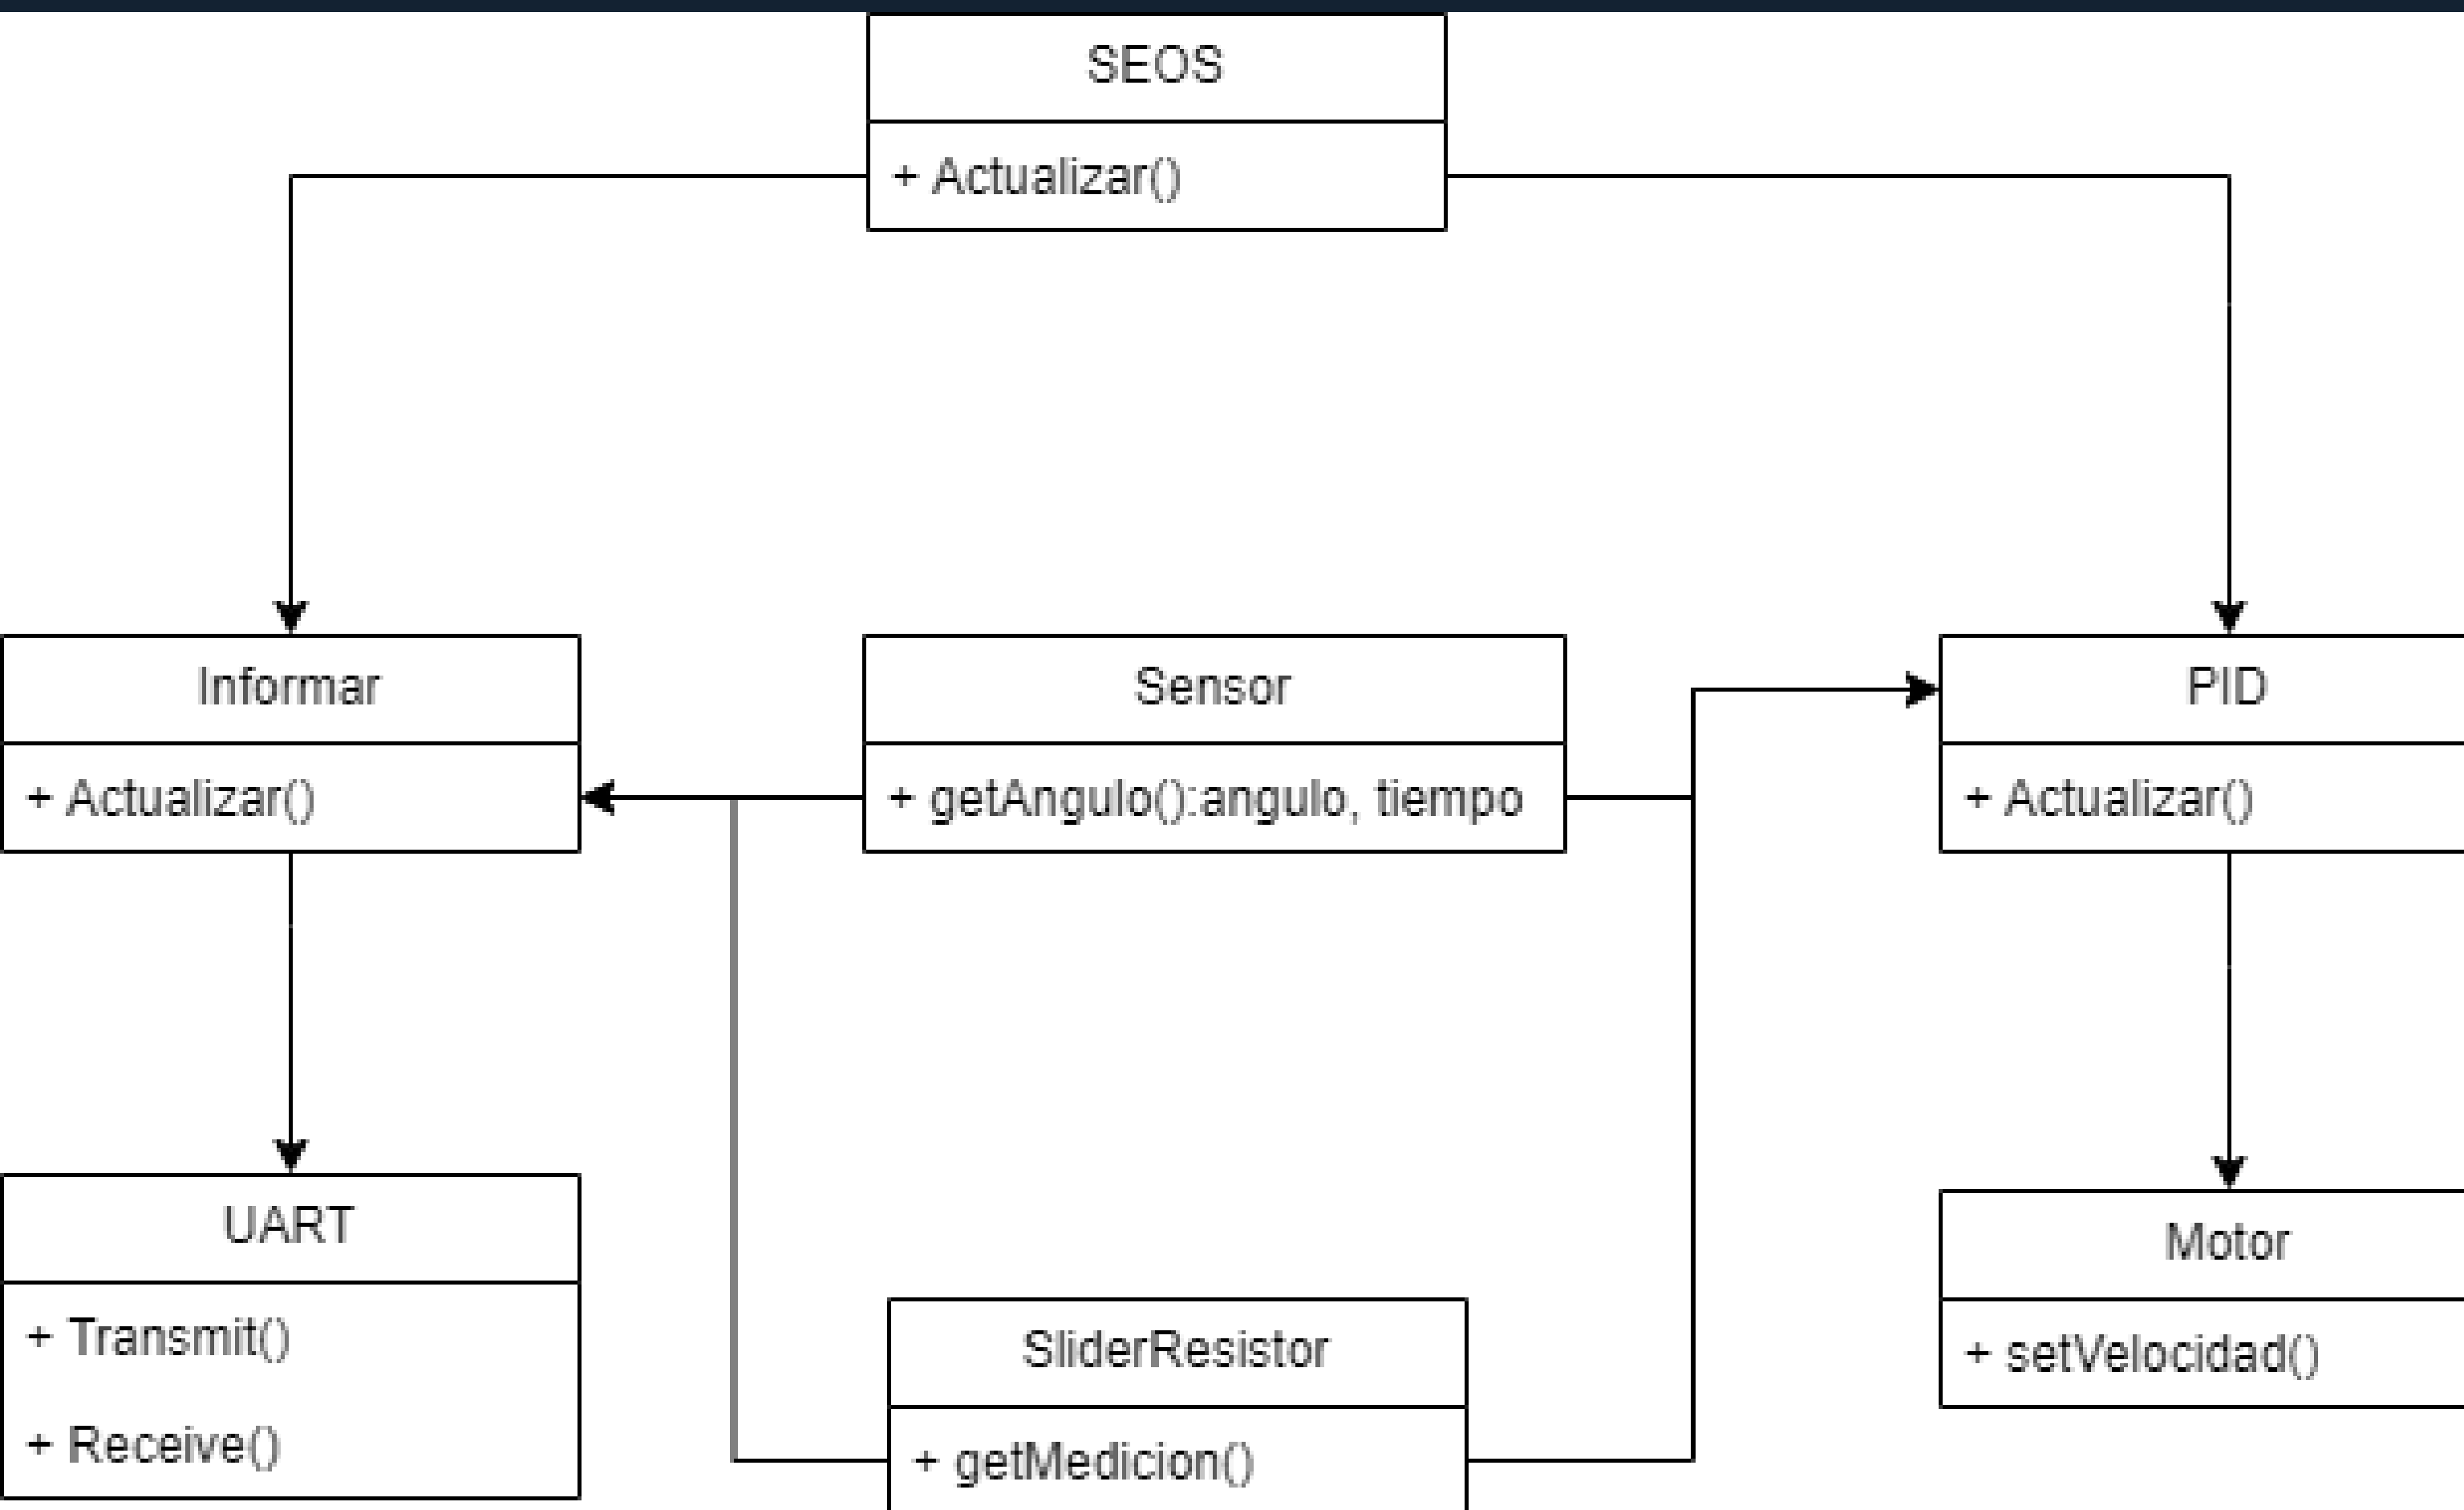 SEOS
+ Actualizar()
Informar
+ Actualizar()
Sensor
+ getAngulo():angulo, tiempo
PID
+ Actualizar()
UART
+ Transmit()
+ Receive()
SliderResistor
+ getMedicion()
Motor
+ setVelocidad()